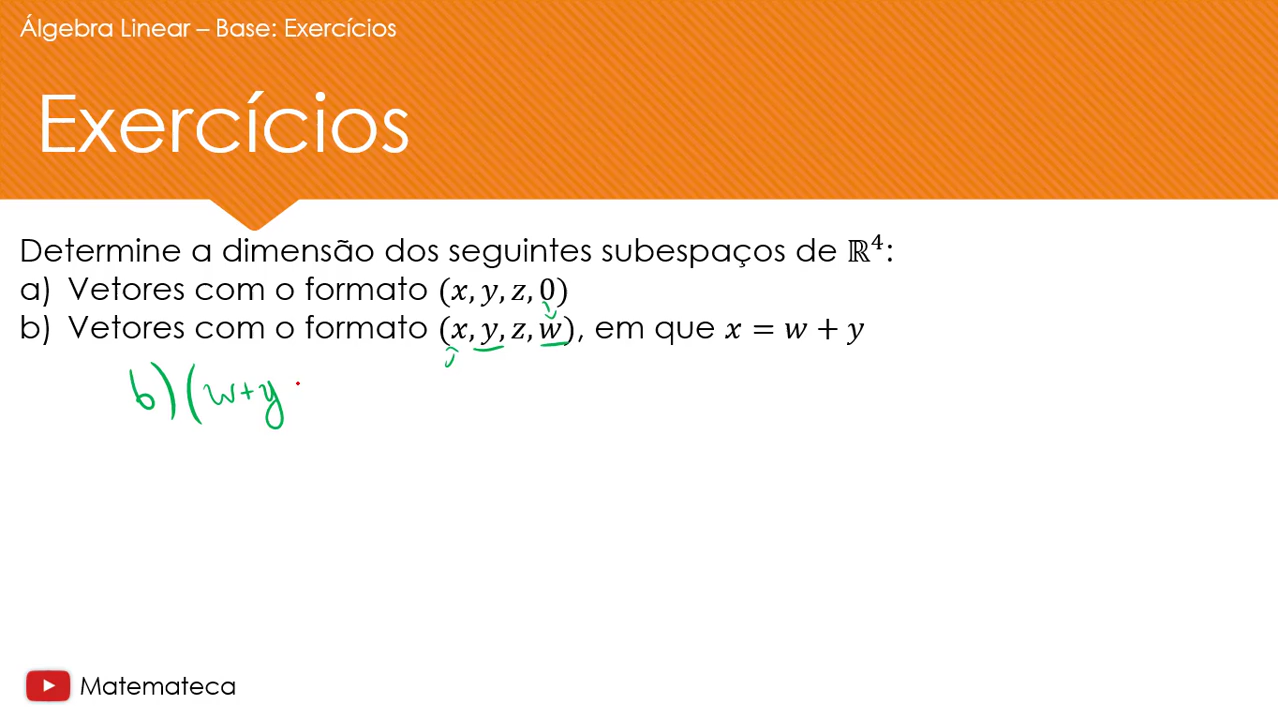 Álgebra Linear – Base: Exercícios
Exercícios
Determine a dimensão dos seguintes subespaços de ℝ⁴:
a) Vetores com o formato (x, y, z, 0)
b) Vetores com o formato (x, y, z, w), em que x = w + y
b) (w+y
Matemateca